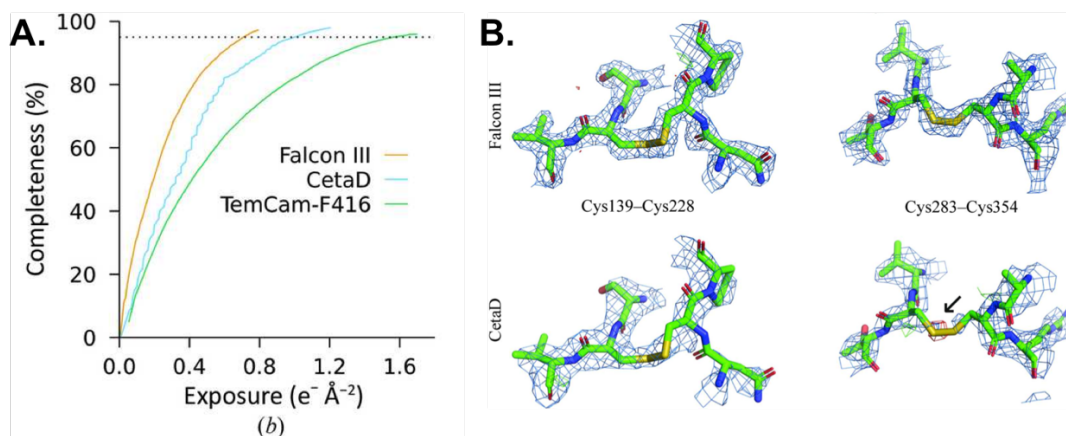 A.
Completeness (%)
100
80
60
40
20
0
Falcon III
CetaD
TemCam-F416
0.0
0.4
0.8
1.2
1.6
Exposure (e⁻ Å⁻²)
(b)
B.
Falcon III
Cys139–Cys228
Cys283–Cys354
CetaD